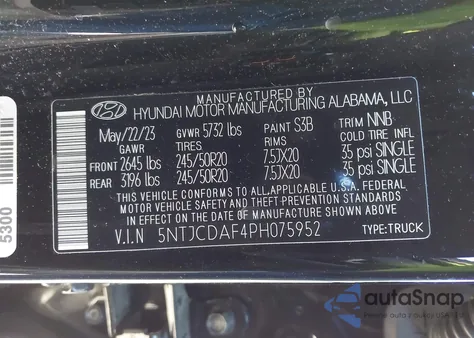 MANUFACTURED BY
HYUNDAI MOTOR MANUFACTURING ALABAMA, LLC
May/22/23 GVWR 5732 lbs PAINT S3B TRIM NNB
GAWR TIRES RIMS
FRONT 2645 lbs 245/50R20 7.5JX20 35 psi SINGLE
REAR 3196 lbs 245/50R20 7.5JX20 35 psi SINGLE
THIS VEHICLE CONFORMS TO ALL APPLICABLE U.S.A. FEDERAL
MOTOR VEHICLE SAFETY AND THEFT PREVENTION STANDARDS
IN EFFECT ON THE DATE OF MANUFACTURE SHOWN ABOVE.
V.I.N 5NTJCDAF4PH075952 TYPE:TRUCK
5300
autoSnap